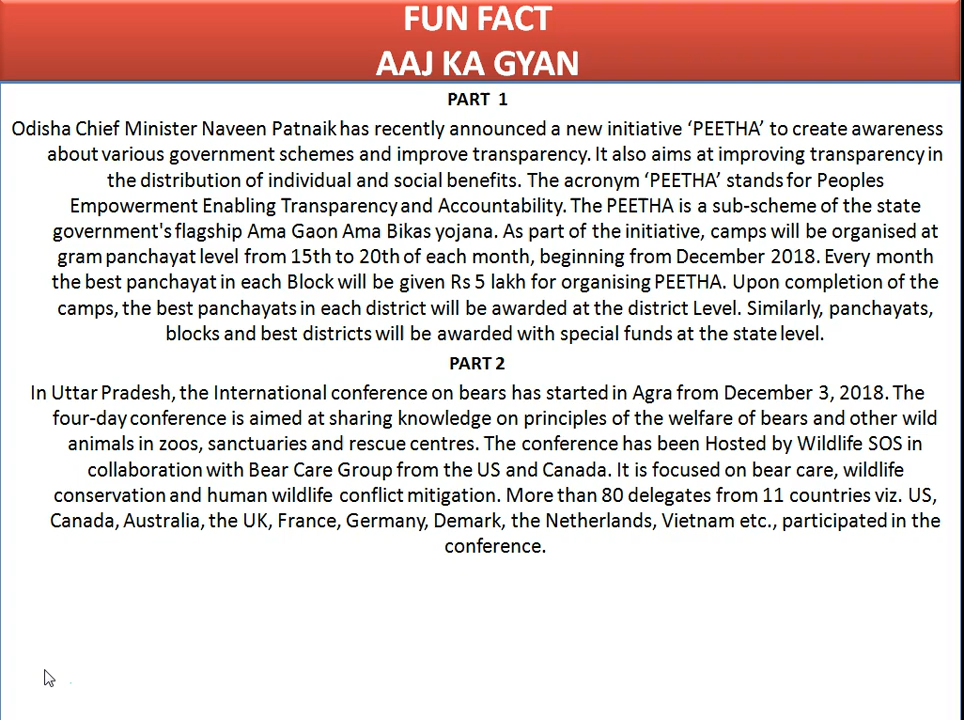 FUN FACT
AAJ KA GYAN
PART 1
Odisha Chief Minister Naveen Patnaik has recently announced a new initiative ‘PEETHA’ to create awareness
about various government schemes and improve transparency. It also aims at improving transparency in
the distribution of individual and social benefits. The acronym ‘PEETHA’ stands for Peoples
Empowerment Enabling Transparency and Accountability. The PEETHA is a sub-scheme of the state
government's flagship Ama Gaon Ama Bikas yojana. As part of the initiative, camps will be organised at
gram panchayat level from 15th to 20th of each month, beginning from December 2018. Every month
the best panchayat in each Block will be given Rs 5 lakh for organising PEETHA. Upon completion of the
camps, the best panchayats in each district will be awarded at the district Level. Similarly, panchayats,
blocks and best districts will be awarded with special funds at the state level.
PART 2
In Uttar Pradesh, the International conference on bears has started in Agra from December 3, 2018. The
four-day conference is aimed at sharing knowledge on principles of the welfare of bears and other wild
animals in zoos, sanctuaries and rescue centres. The conference has been Hosted by Wildlife SOS in
collaboration with Bear Care Group from the US and Canada. It is focused on bear care, wildlife
conservation and human wildlife conflict mitigation. More than 80 delegates from 11 countries viz. US,
Canada, Australia, the UK, France, Germany, Demark, the Netherlands, Vietnam etc., participated in the
conference.